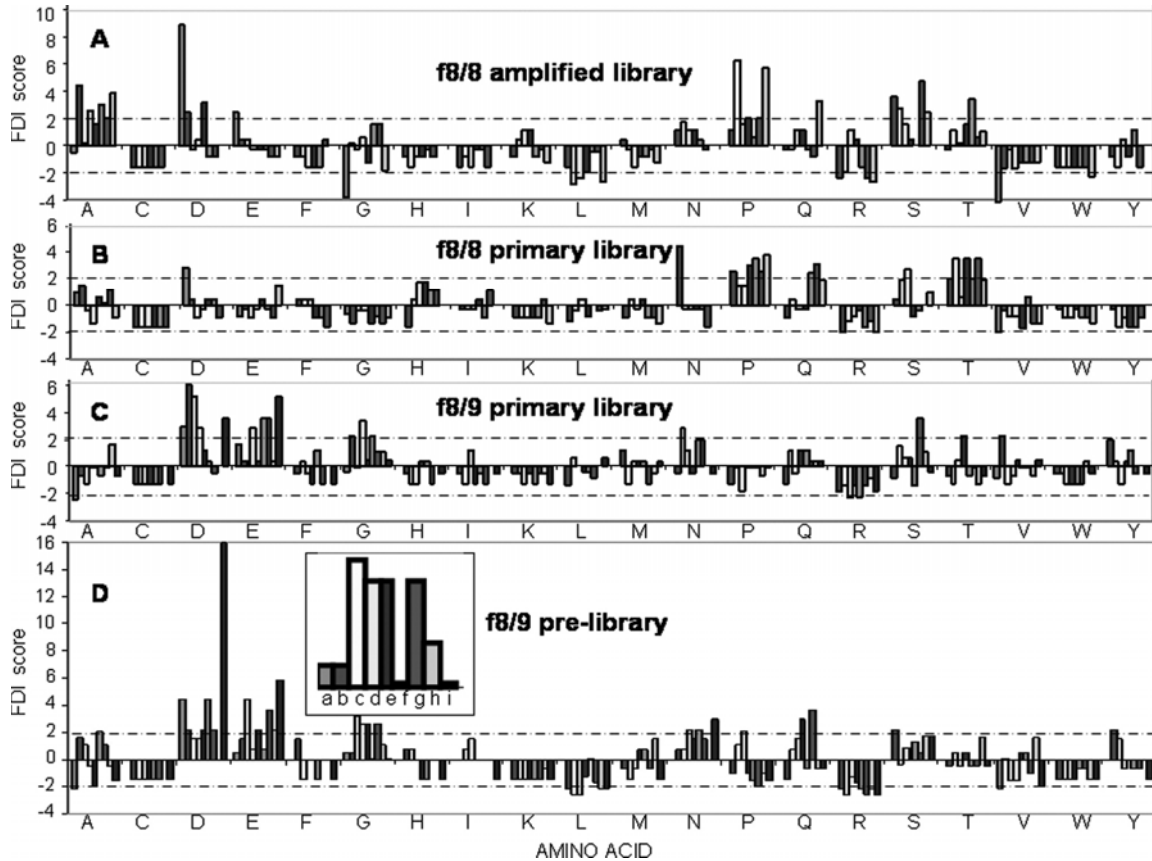 A
f8/8 amplified library
FDI score
10
8
6
4
2
0
-2
-4
A C D E F G H I K L M N P Q R S T V W Y
B
f8/8 primary library
FDI score
6
4
2
0
-2
-4
A C D E F G H I K L M N P Q R S T V W Y
C
f8/9 primary library
FDI score
6
4
2
0
-2
-4
A C D E F G H I K L M N P Q R S T V W Y
D
a b c d e f g h i
f8/9 pre-library
FDI score
16
14
12
10
8
6
4
2
0
-2
-4
A C D E F G H I K L M N P Q R S T V W Y
AMINO ACID